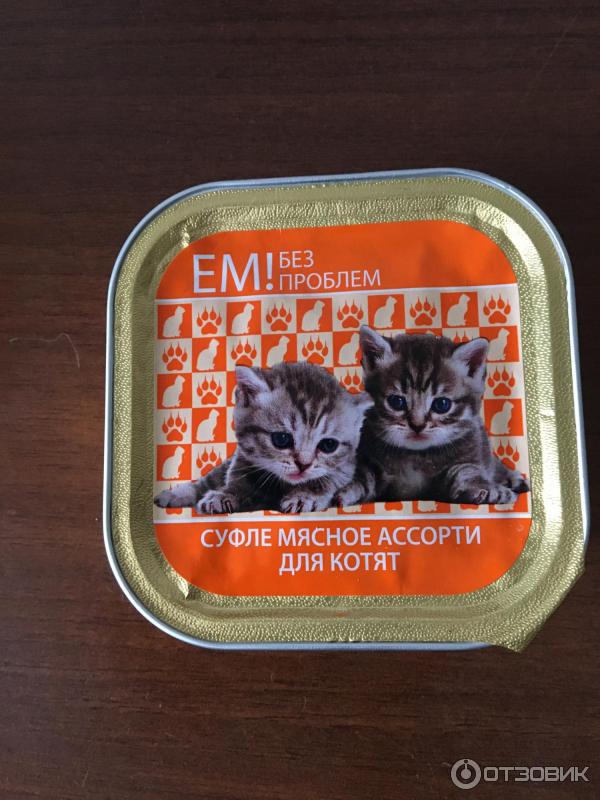 ЕМ! БЕЗ
ПРОБЛЕМ
СУФЛЕ МЯСНОЕ АССОРТИ
ДЛЯ КОТЯТ
ОТЗОВИК